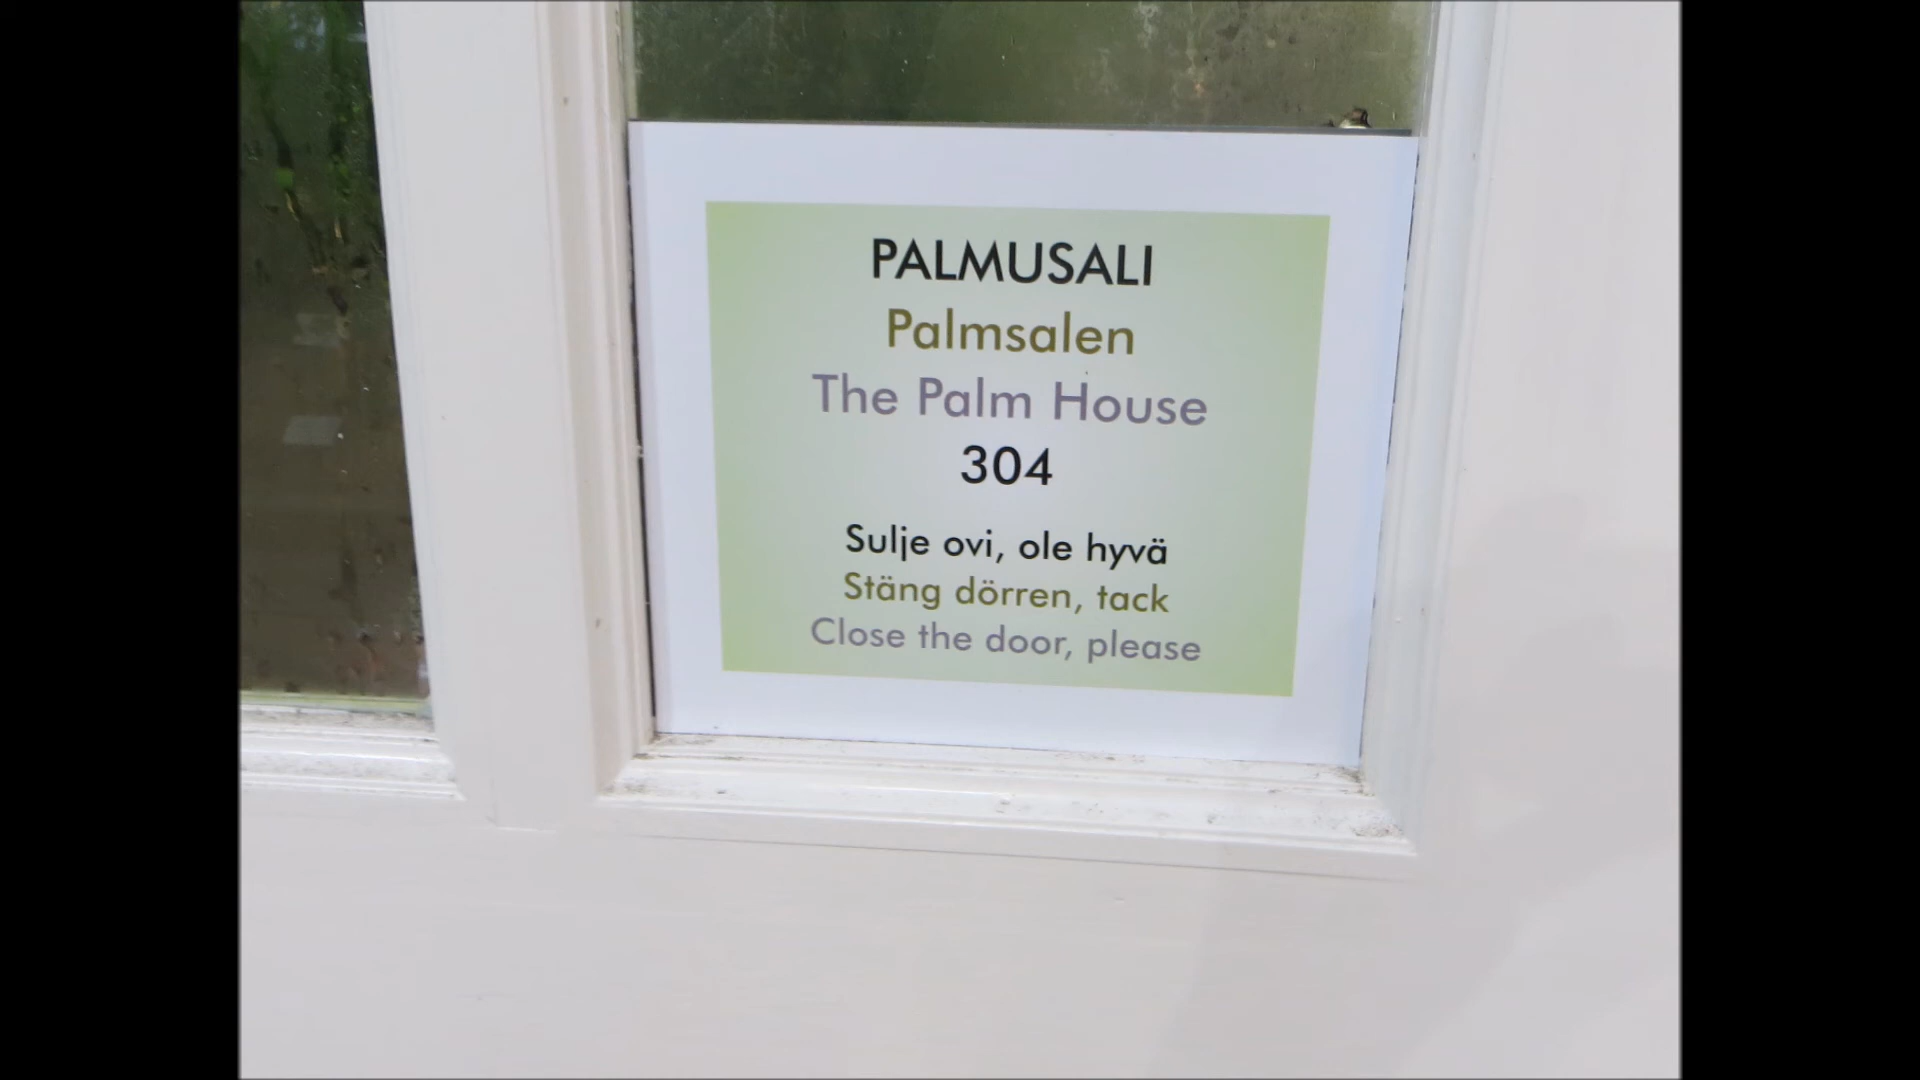 PALMUSALI
Palmsalen
The Palm House
304
Sulje ovi, ole hyvä
Stäng dörren, tack
Close the door, please